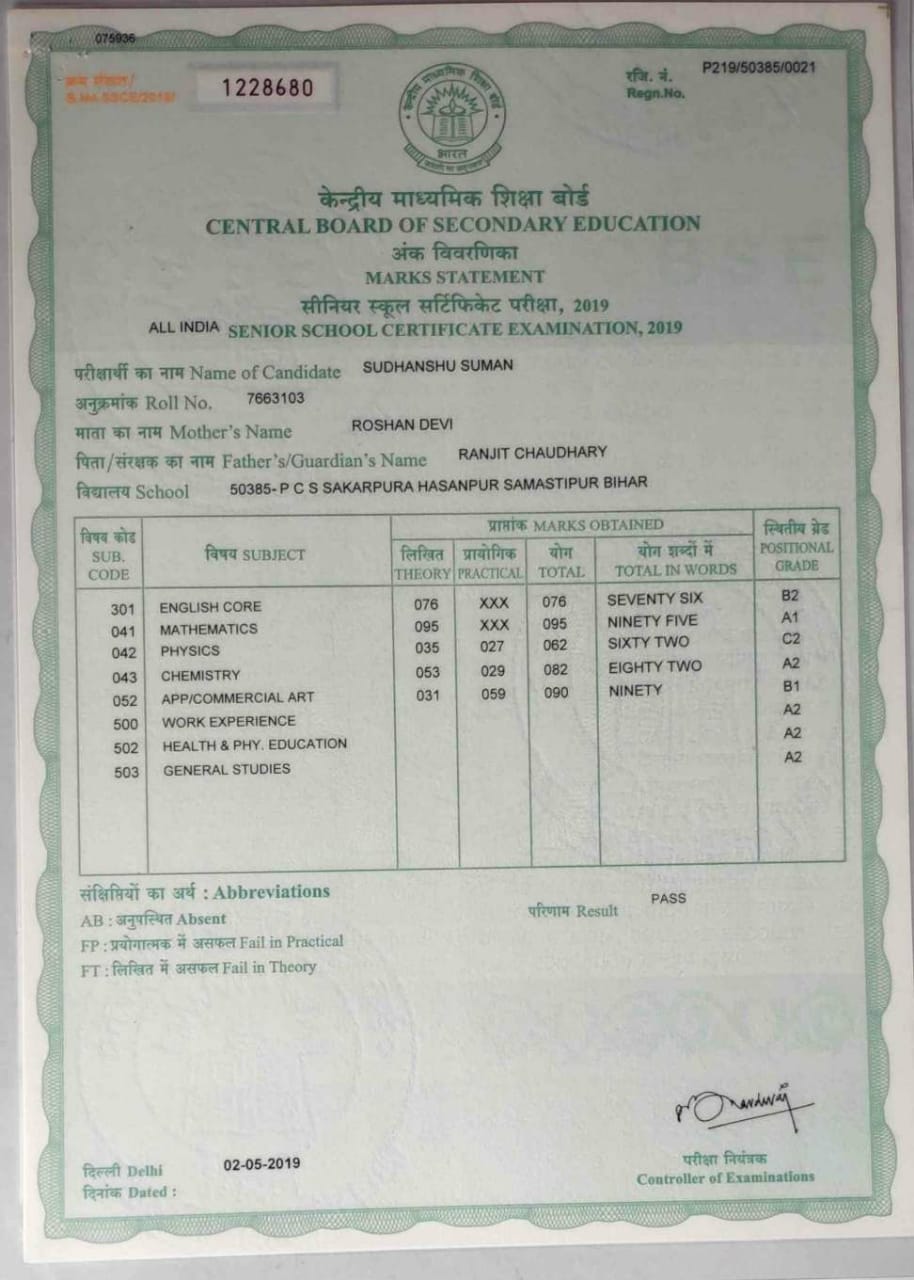 075936
क्रम संख्या/
S.No.SSCE/2019/
1228680
रजि. नं.
Regn.No.
P219/50385/0021
केन्द्रीय माध्यमिक शिक्षा बोर्ड
भारत
केन्द्रीय माध्यमिक शिक्षा बोर्ड
CENTRAL BOARD OF SECONDARY EDUCATION
अंक विवरणिका
MARKS STATEMENT
सीनियर स्कूल सर्टिफिकेट परीक्षा, 2019
ALL INDIA SENIOR SCHOOL CERTIFICATE EXAMINATION, 2019
परीक्षार्थी का नाम Name of Candidate SUDHANSHU SUMAN
अनुक्रमांक Roll No. 7663103
माता का नाम Mother's Name ROSHAN DEVI
पिता/संरक्षक का नाम Father's/Guardian's Name RANJIT CHAUDHARY
विद्यालय School 50385- P C S SAKARPURA HASANPUR SAMASTIPUR BIHAR
विषय कोड SUB. CODE विषय SUBJECT प्राप्तांक MARKS OBTAINED स्थितीय ग्रेड POSITIONAL GRADE
लिखित THEORY प्रायोगिक PRACTICAL योग TOTAL योग शब्दों में TOTAL IN WORDS
301 ENGLISH CORE 076 XXX 076 SEVENTY SIX B2
041 MATHEMATICS 095 XXX 095 NINETY FIVE A1
042 PHYSICS 035 027 062 SIXTY TWO C2
043 CHEMISTRY 053 029 082 EIGHTY TWO A2
052 APP/COMMERCIAL ART 031 059 090 NINETY B1
500 WORK EXPERIENCE A2
502 HEALTH & PHY. EDUCATION A2
503 GENERAL STUDIES A2
संक्षिप्तियों का अर्थ : Abbreviations
AB : अनुपस्थित Absent
FP : प्रयोगात्मक में असफल Fail in Practical
FT : लिखित में असफल Fail in Theory
परिणाम Result PASS
दिल्ली Delhi
दिनांक Dated : 02-05-2019
परीक्षा नियंत्रक
Controller of Examinations